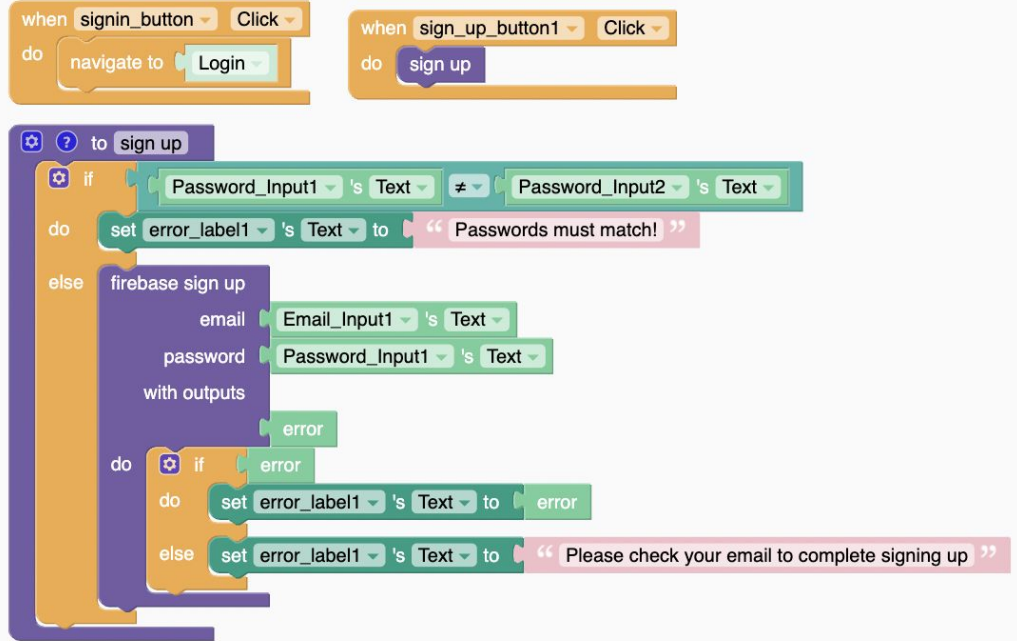 when signin_button Click
do navigate to Login
when sign_up_button1 Click
do sign up
? to sign up
if Password_Input1 's Text ≠ Password_Input2 's Text
do set error_label1 's Text to “ Passwords must match! ”
else firebase sign up
email Email_Input1 's Text
password Password_Input1 's Text
with outputs
error
do if error
do set error_label1 's Text to error
else set error_label1 's Text to “ Please check your email to complete signing up ”